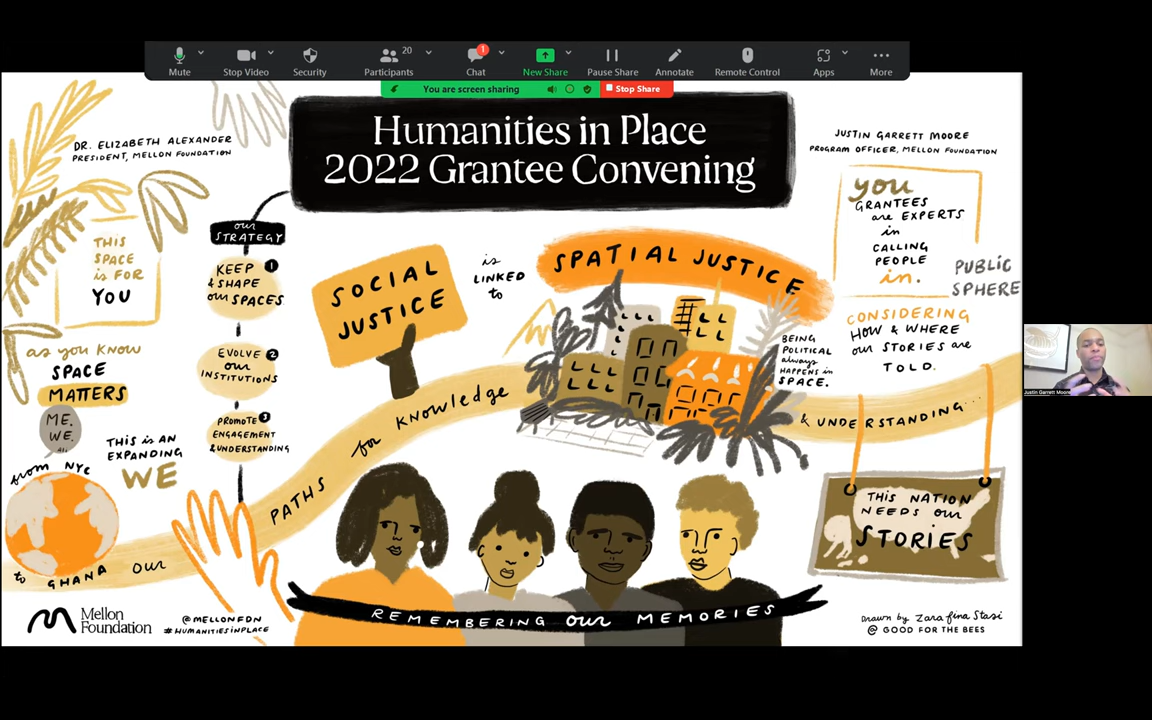 Mute
Stop Video
Security
20
Participants
1
Chat
New Share
Pause Share
Annotate
Remote Control
Apps
More
You are screen sharing
Stop Share
Humanities in Place
2022 Grantee Convening
DR. ELIZABETH ALEXANDER
PRESIDENT, MELLON FOUNDATION
THIS
SPACE
is FOR
YOU
as you KNOW
SPACE
MATTERS
ME.
WE.
THIS is AN
EXPANDING
WE
from NYC
to GHANA
our
STRATEGY
KEEP 1
& SHAPE
our SPACES
EVOLVE 2
our
INSTITUTIONS
PROMOTE 3
ENGAGEMENT
& UNDERSTANDING
SOCIAL
JUSTICE
is
LINKED
to
SPATIAL JUSTICE
BEING
POLITICAL
always
HAPPENS in
SPACE.
OUR PATHS for KNOWLEDGE
& UNDERSTANDING...
JUSTIN GARRETT MOORE
PROGRAM OFFICER, MELLON FOUNDATION
you
GRANTEES
are EXPERTS
in
CALLING
PEOPLE
in.
PUBLIC
SPHERE
CONSIDERING
HOW & WHERE
our STORIES are
TOLD.
THIS NATION
NEEDS our
STORIES
REMEMBERING our MEMORIES
Mellon
Foundation
@MELLONFDN
#HUMANITIESINPLACE
Drawn by Zarafina Stasi
@ GOOD FOR THE BEES
Justin Garrett Moore